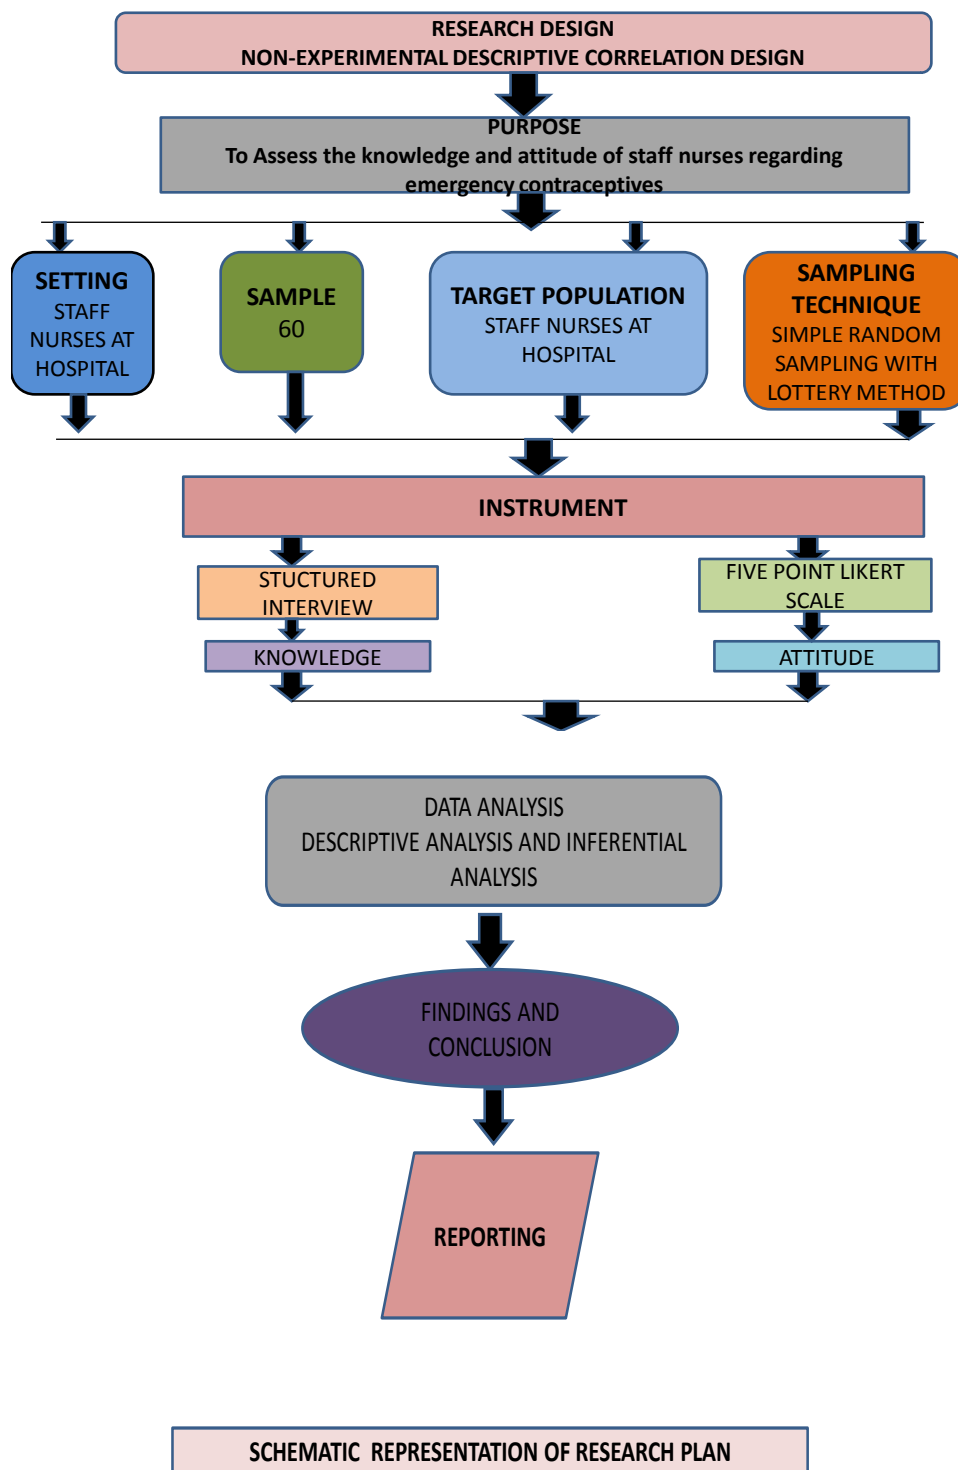 RESEARCH DESIGN
NON-EXPERIMENTAL DESCRIPTIVE CORRELATION DESIGN
PURPOSE
To Assess the knowledge and attitude of staff nurses regarding
emergency contraceptives
SETTING
STAFF
NURSES AT
HOSPITAL
SAMPLE
60
TARGET POPULATION
STAFF NURSES AT
HOSPITAL
SAMPLING
TECHNIQUE
SIMPLE RANDOM
SAMPLING WITH
LOTTERY METHOD
INSTRUMENT
STUCTURED
INTERVIEW
FIVE POINT LIKERT
SCALE
KNOWLEDGE
ATTITUDE
DATA ANALYSIS
DESCRIPTIVE ANALYSIS AND INFERENTIAL
ANALYSIS
FINDINGS AND
CONCLUSION
REPORTING
SCHEMATIC REPRESENTATION OF RESEARCH PLAN